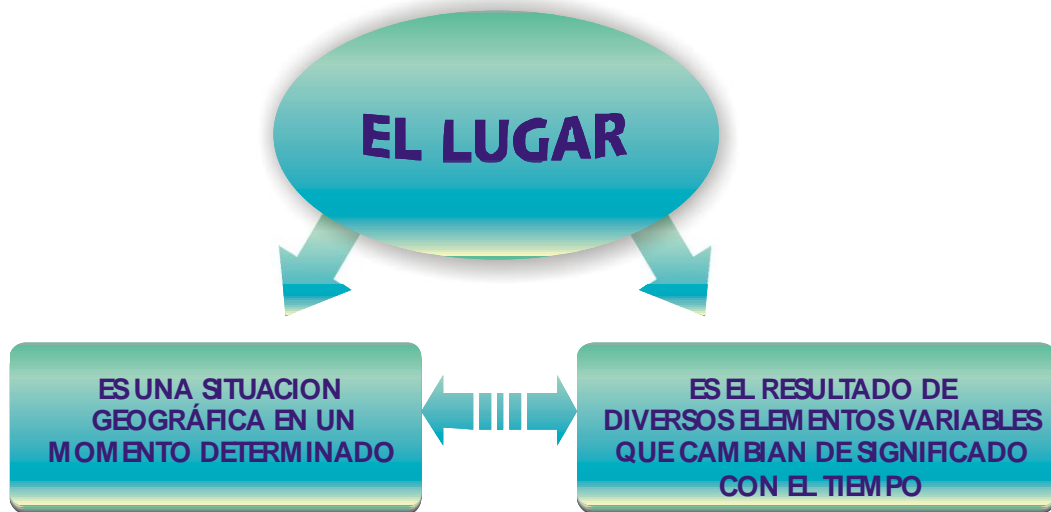 EL LUGAR
ES UNA SITUACION
GEOGRÁFICA EN UN
MOMENTO DETERMINADO
ES EL RESULTADO DE
DIVERSOS ELEMENTOS VARIABLES
QUE CAMBIAN DE SIGNIFICADO
CON EL TIEMPO